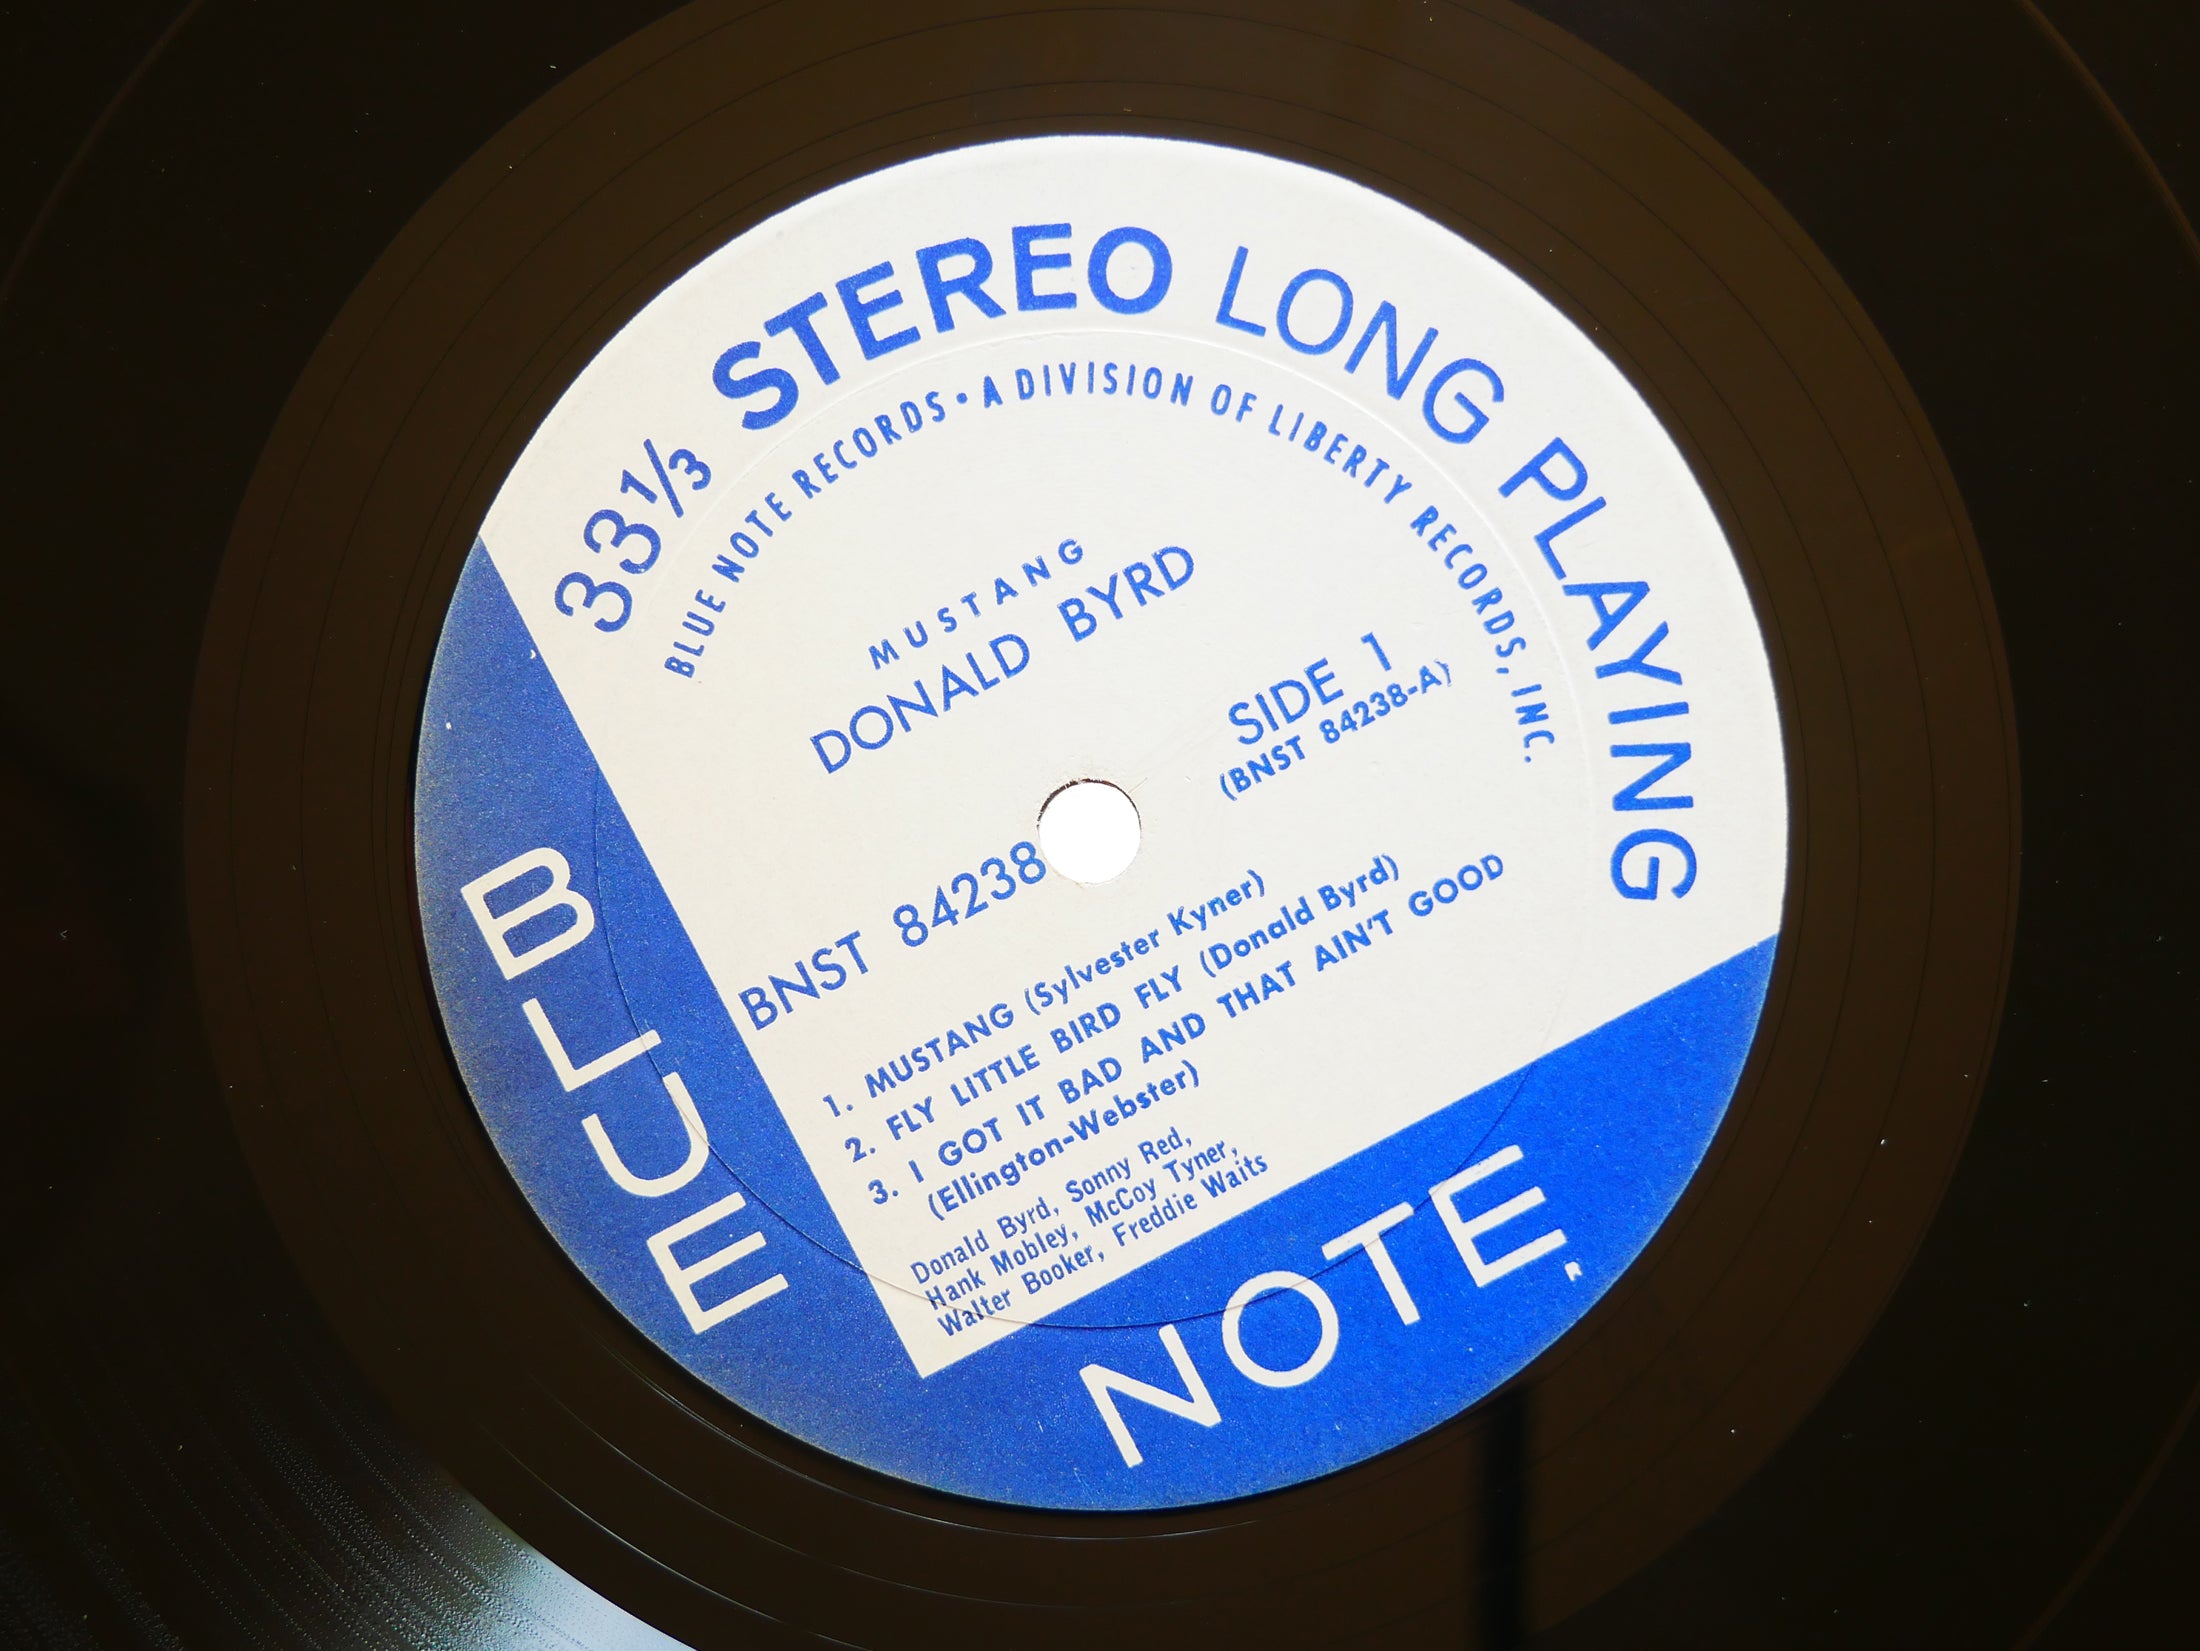 33 1/3 STEREO LONG PLAYING
BLUE NOTE RECORDS • A DIVISION OF LIBERTY RECORDS, INC.
MUSTANG
DONALD BYRD
SIDE 1
(BNST 84238-A)
BNST 84238
1. MUSTANG (Sylvester Kyner)
2. FLY LITTLE BIRD FLY (Donald Byrd)
3. I GOT IT BAD AND THAT AIN'T GOOD
(Ellington-Webster)
Donald Byrd, Sonny Red,
Hank Mobley, McCoy Tyner,
Walter Booker, Freddie Waits
BLUE
NOTE